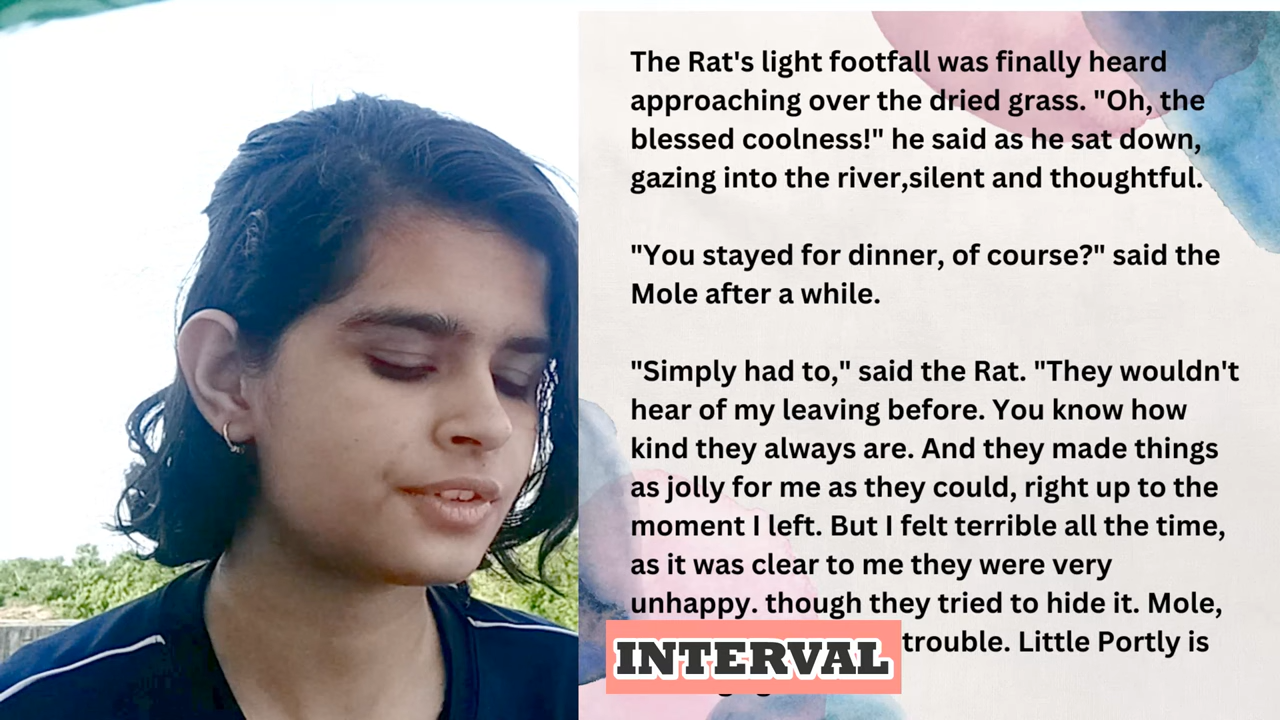 The Rat's light footfall was finally heard
approaching over the dried grass. "Oh, the
blessed coolness!" he said as he sat down,
gazing into the river,silent and thoughtful.
"You stayed for dinner, of course?" said the
Mole after a while.
"Simply had to," said the Rat. "They wouldn't
hear of my leaving before. You know how
kind they always are. And they made things
as jolly for me as they could, right up to the
moment I left. But I felt terrible all the time,
as it was clear to me they were very
unhappy. though they tried to hide it. Mole,
trouble. Little Portly is
INTERVAL